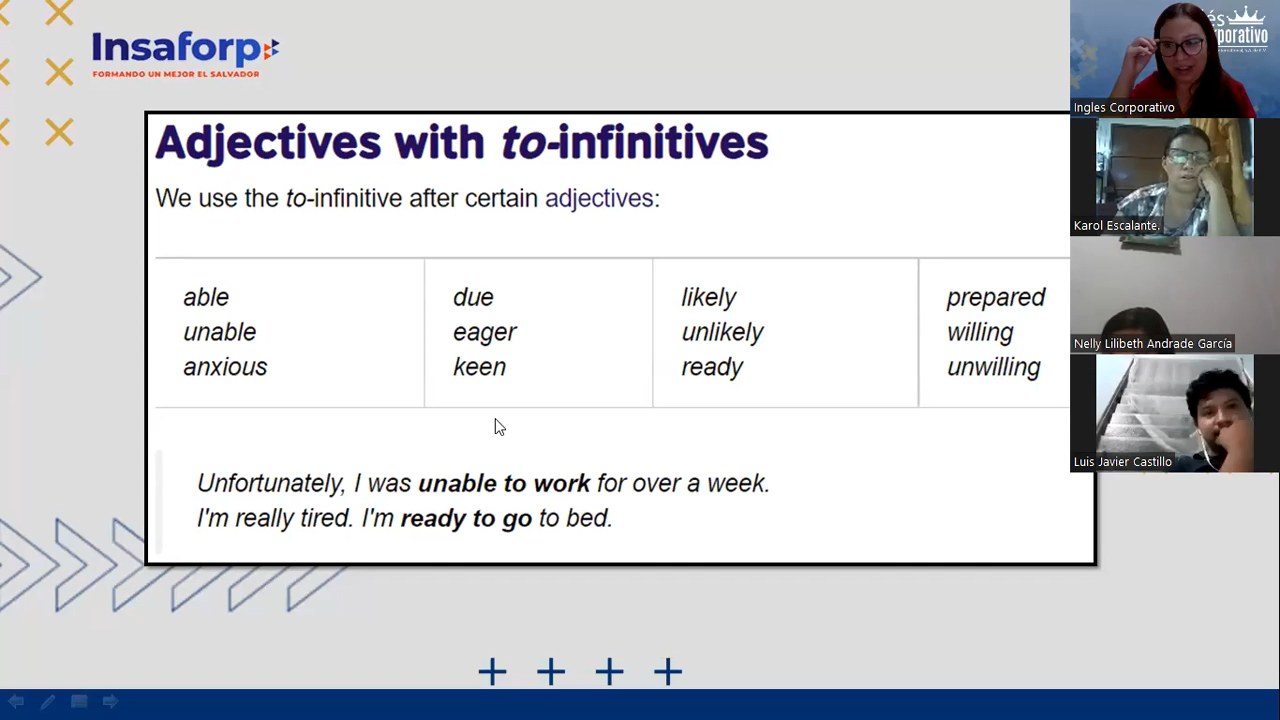 Insaforp
FORMANDO UN MEJOR EL SALVADOR
Adjectives with to-infinitives
We use the to-infinitive after certain adjectives:
able due likely prepared
unable eager unlikely willing
anxious keen ready unwilling
Unfortunately, I was unable to work for over a week.
I'm really tired. I'm ready to go to bed.
és
rporativo
Ingles Corporativo
Karol Escalante.
Nelly Lilibeth Andrade García
Luis Javier Castillo